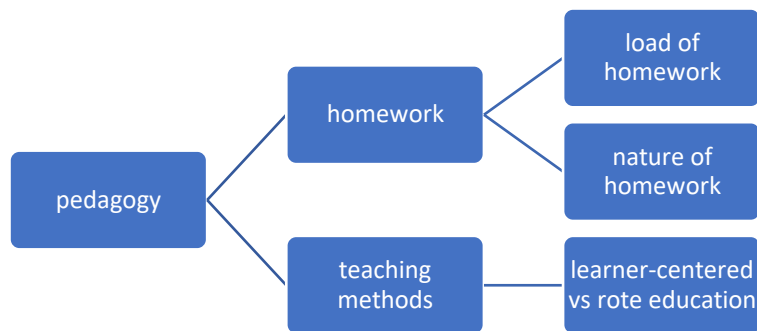 pedagogy
homework
load of
homework
nature of
homework
teaching
methods
learner-centered
vs rote education